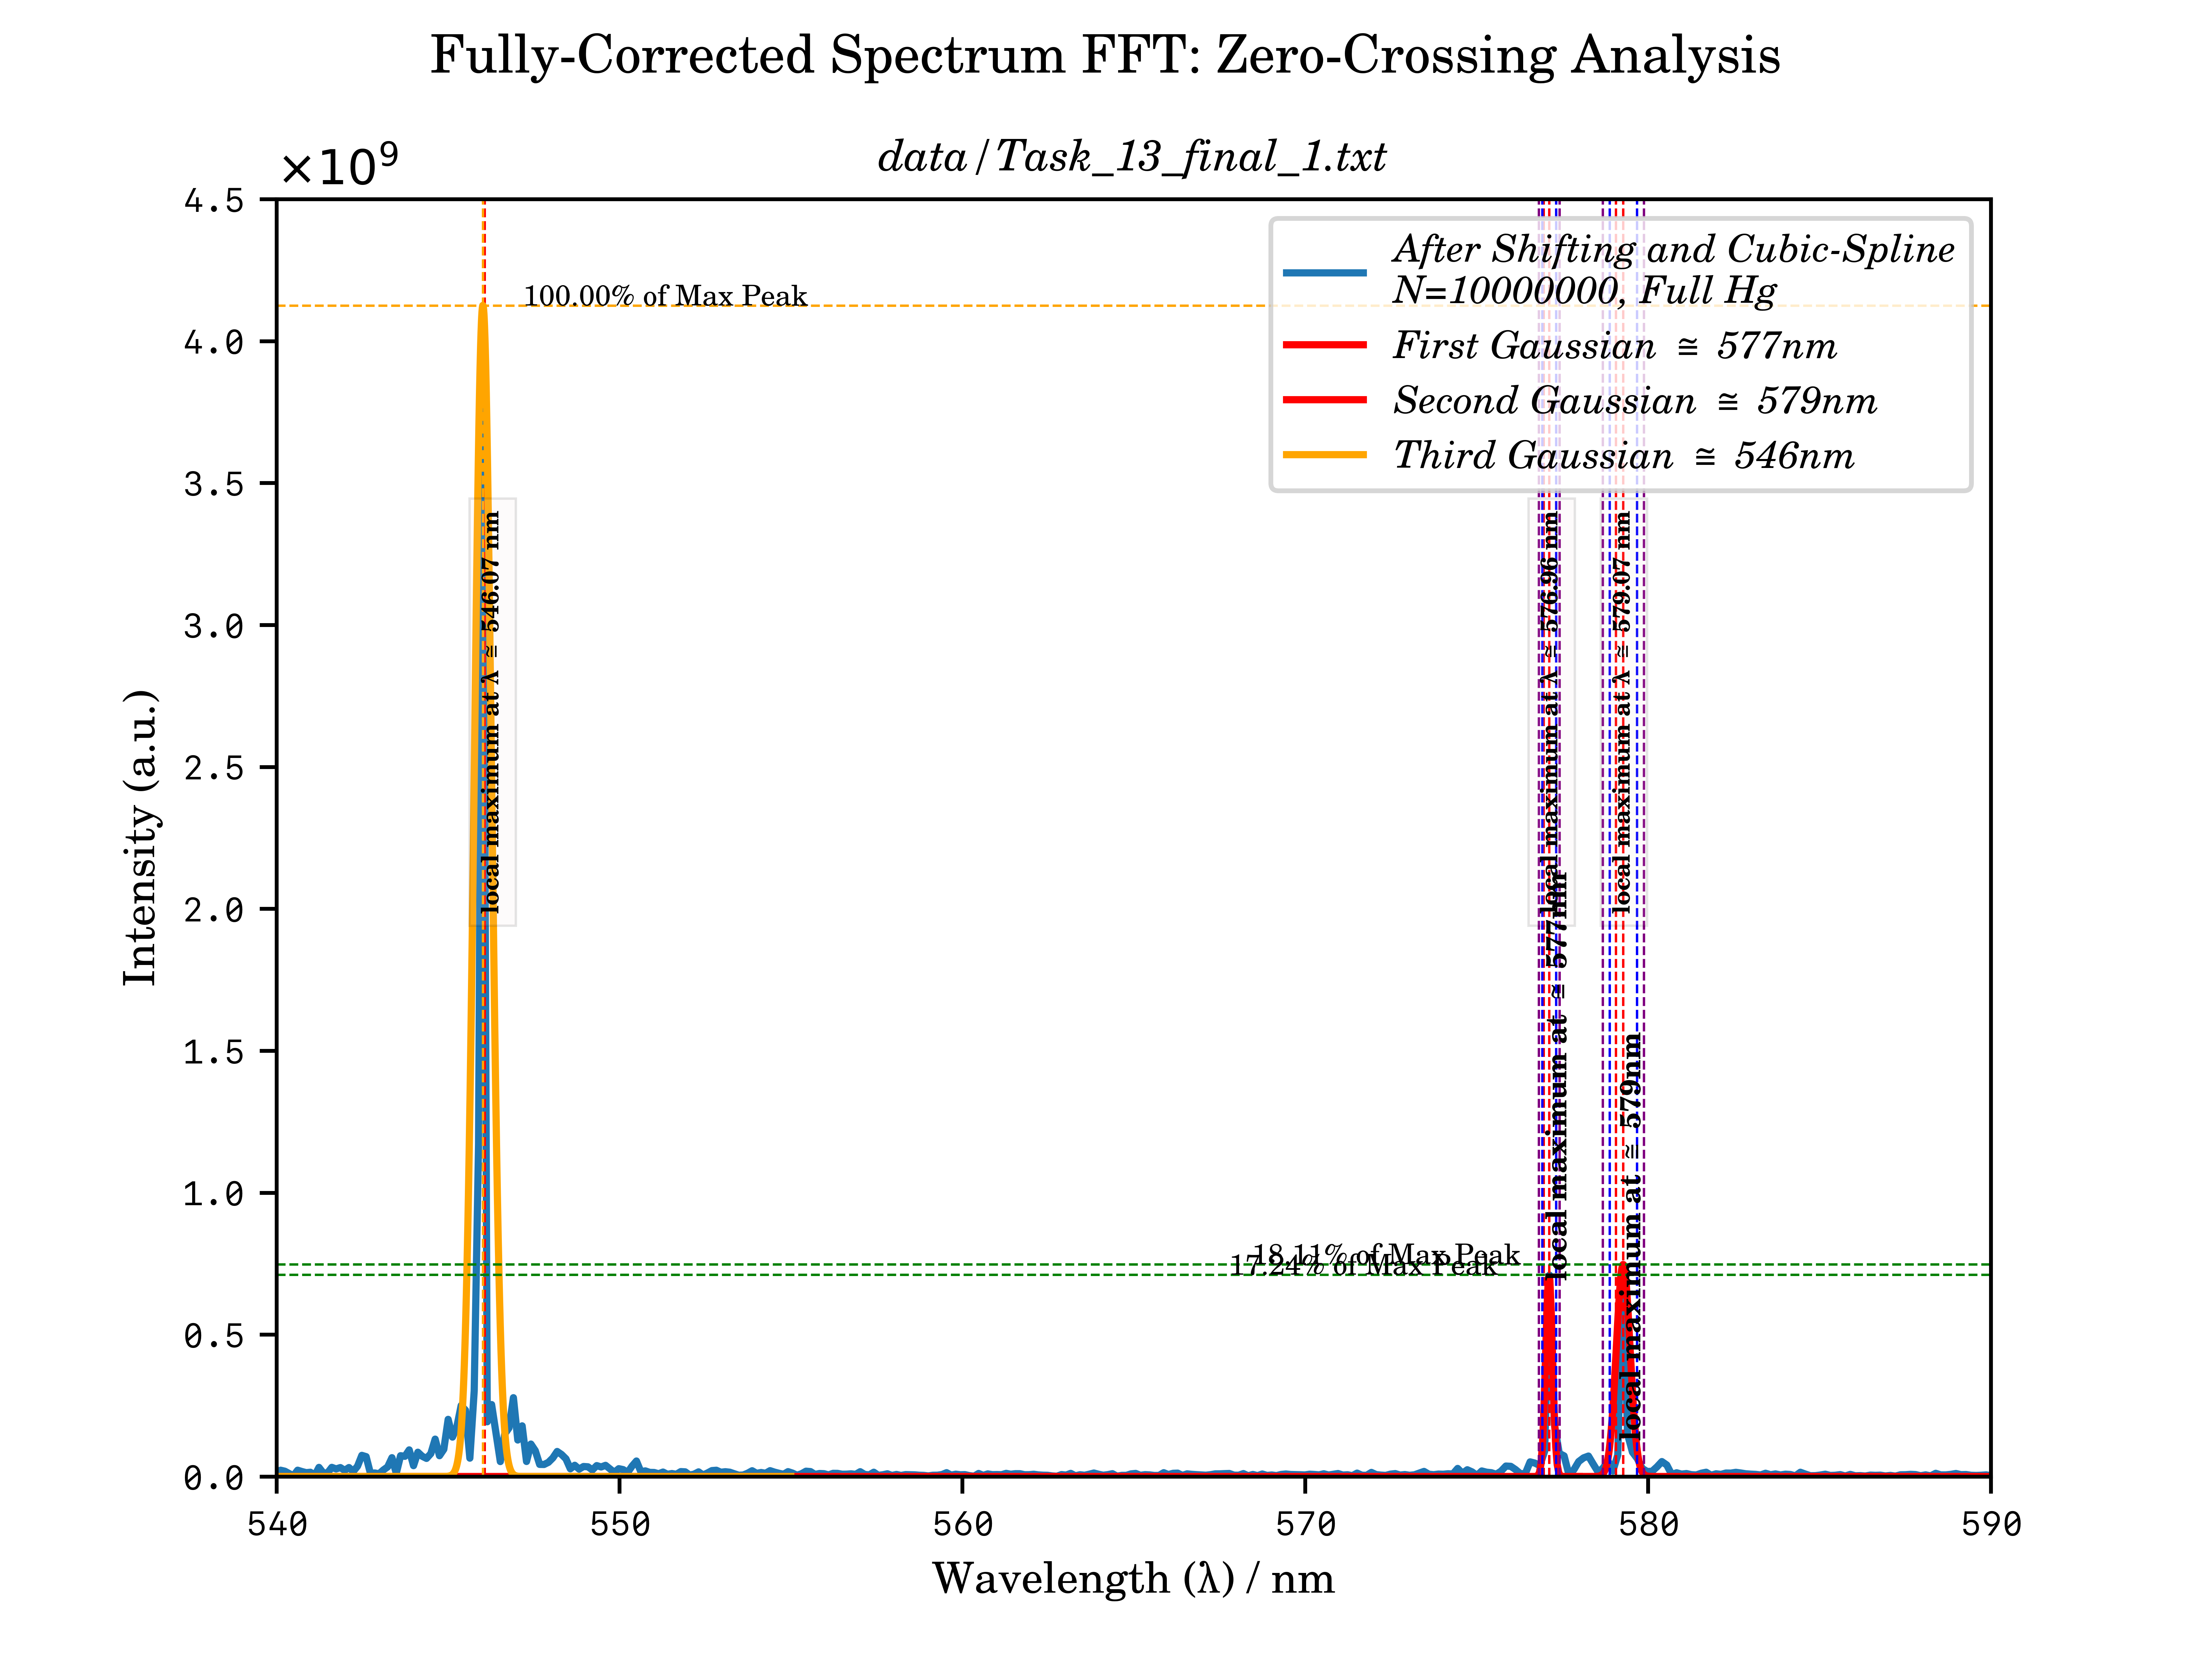 Fully-Corrected Spectrum FFT: Zero-Crossing Analysis
data/Task_13_final_1.txt
×10⁹
4.5
4.0
3.5
3.0
2.5
2.0
1.5
1.0
0.5
0.0
Intensity (a.u.)
540
550
560
570
580
590
Wavelength (λ) / nm
After Shifting and Cubic-Spline
N=10000000, Full Hg
First Gaussian ≅ 577nm
Second Gaussian ≅ 579nm
Third Gaussian ≅ 546nm
100.00% of Max Peak
local maximum at λ ≅ 546.07 nm
local maximum at λ ≅ 576.96 nm
local maximum at λ ≅ 579.07 nm
local maximum at ≅ 577nm
local maximum at ≅ 579nm
18.11% of Max Peak
17.24% of Max Peak